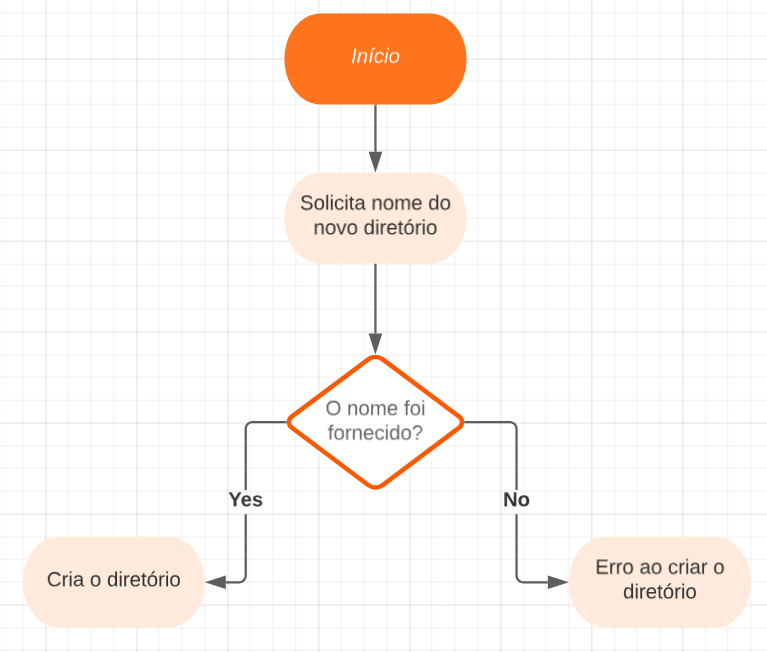 Início
Solicita nome do
novo diretório
O nome foi
fornecido?
Yes
No
Cria o diretório
Erro ao criar o
diretório